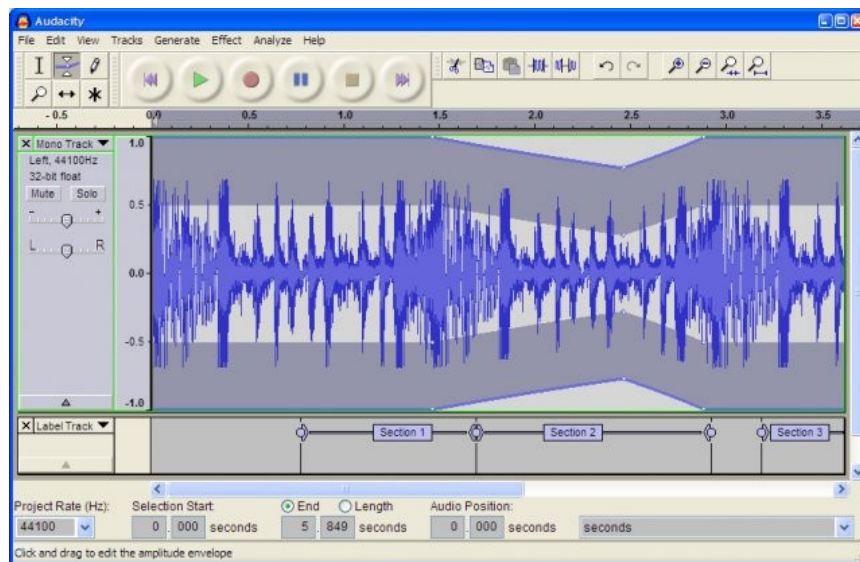 Audacity
File Edit View Tracks Generate Effect Analyze Help
- 0.5 0.0 0.5 1.0 1.5 2.0 2.5 3.0 3.5
Mono Track
Left, 44100Hz
32-bit float
Mute Solo
- +
L R
1.0
0.5
0.0
-0.5
-1.0
Label Track
Section 1 Section 2 Section 3
Project Rate (Hz): Selection Start: End Length Audio Position:
44100 0 . 000 seconds 5 . 849 seconds 0 . 000 seconds seconds
Click and drag to edit the amplitude envelope